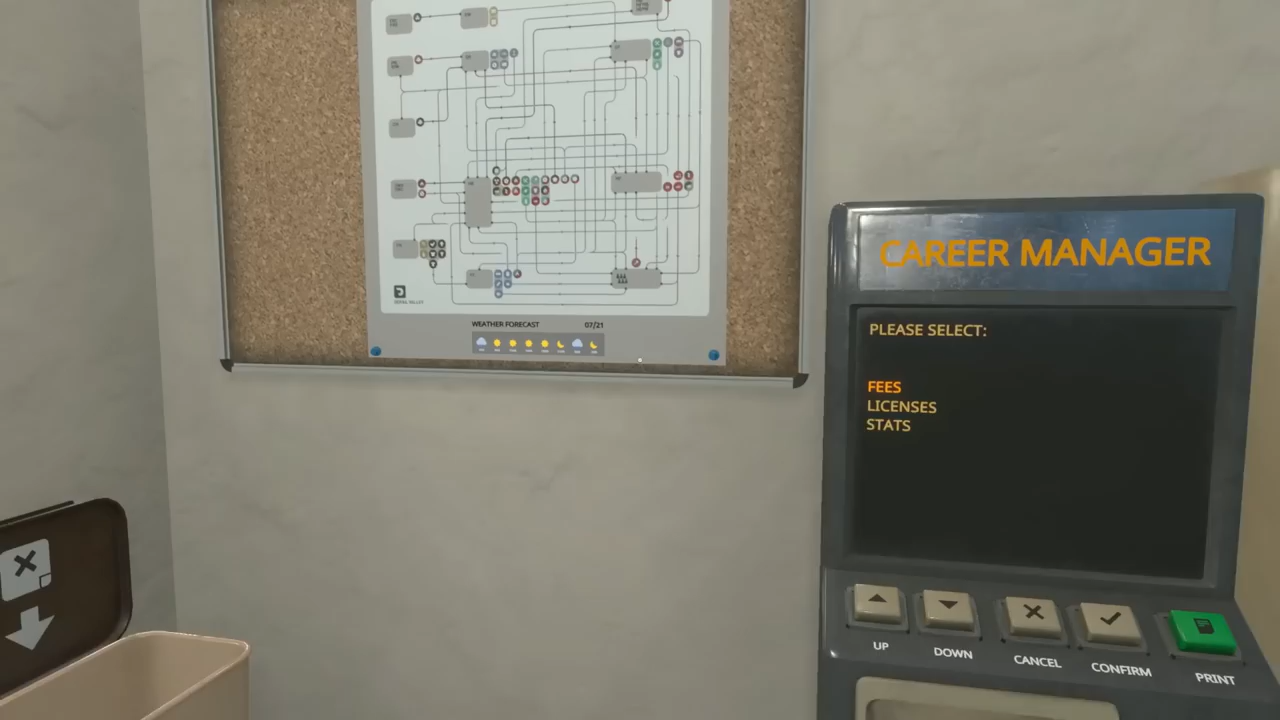 WEATHER FORECAST 07/21
CAREER MANAGER
PLEASE SELECT:
FEES
LICENSES
STATS
UP
DOWN
CANCEL
CONFIRM
PRINT